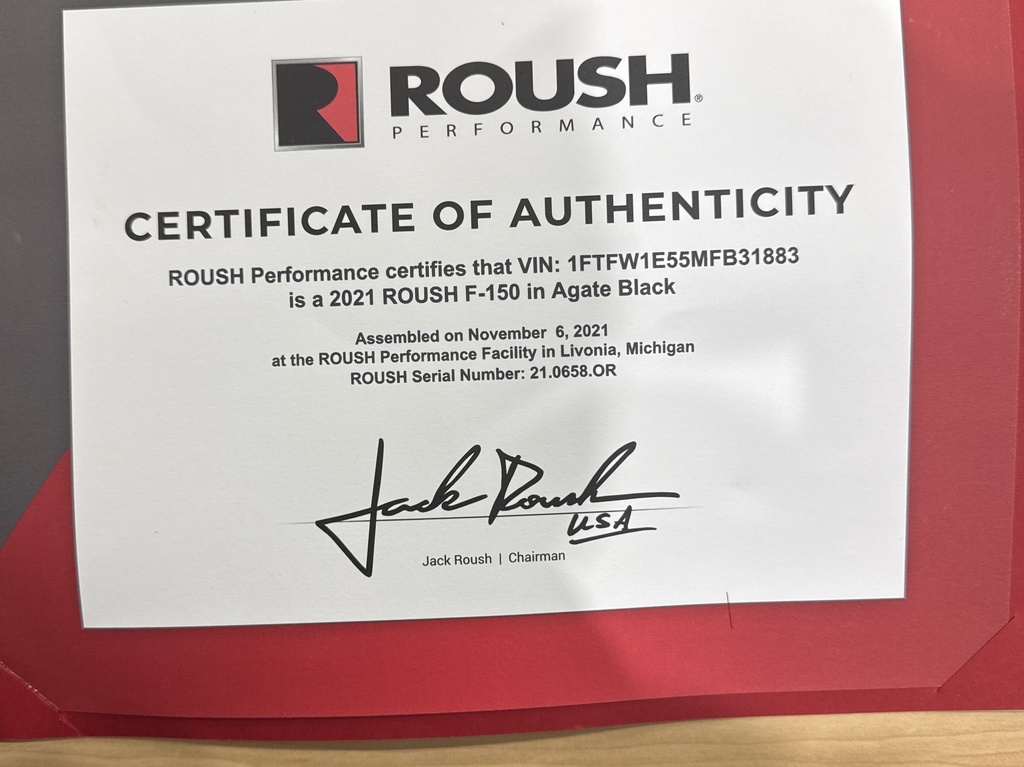 ROUSH®
PERFORMANCE
CERTIFICATE OF AUTHENTICITY
ROUSH Performance certifies that VIN: 1FTFW1E55MFB31883
is a 2021 ROUSH F-150 in Agate Black
Assembled on November 6, 2021
at the ROUSH Performance Facility in Livonia, Michigan
ROUSH Serial Number: 21.0658.OR
Jack Roush
USA
Jack Roush | Chairman